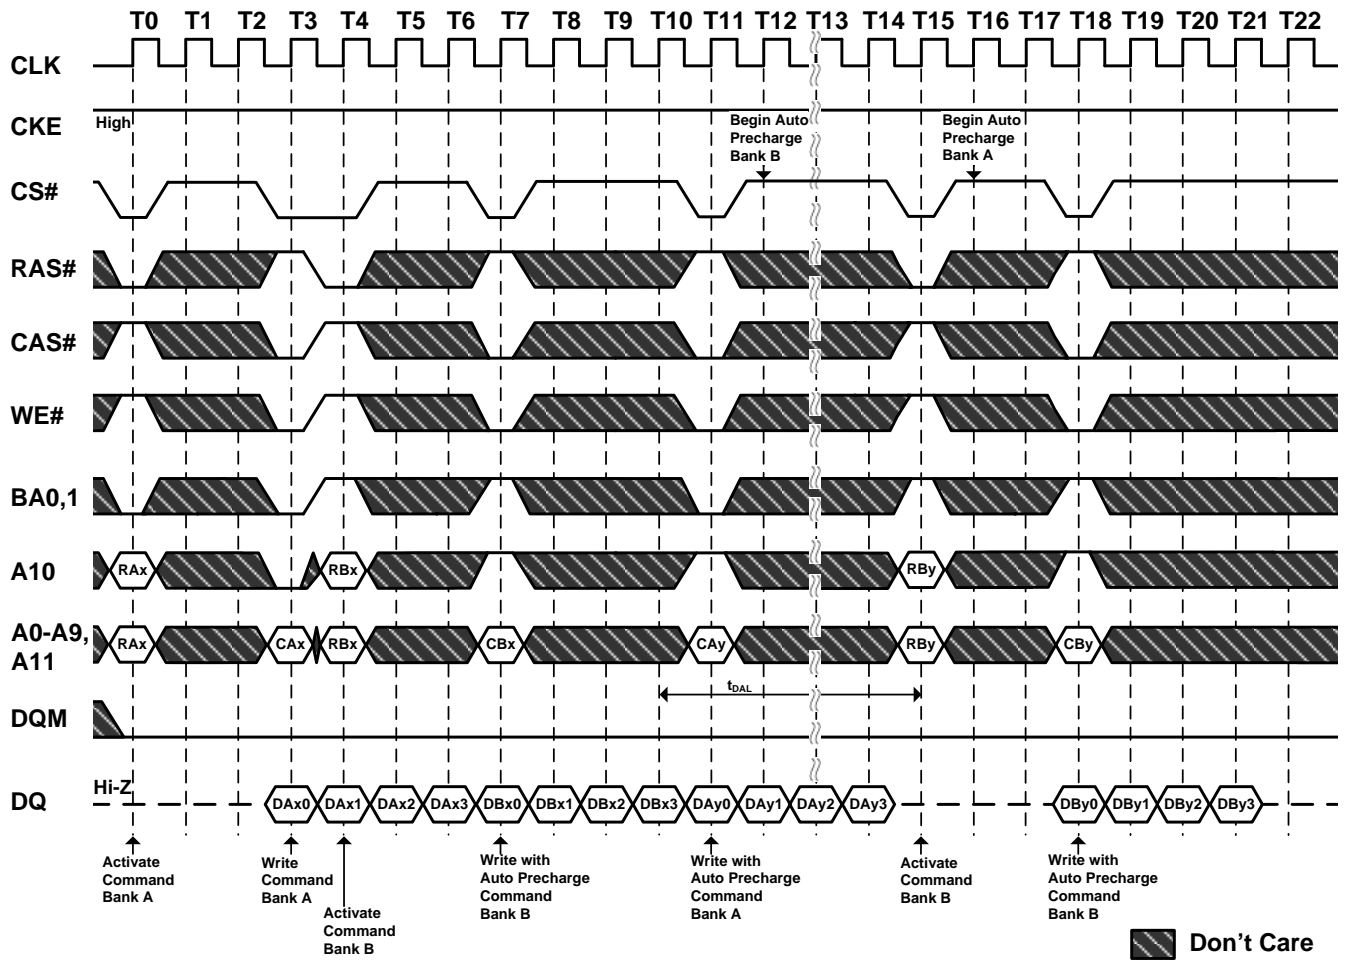 T0 T1 T2 T3 T4 T5 T6 T7 T8 T9 T10 T11 T12 T13 T14 T15 T16 T17 T18 T19 T20 T21 T22
CLK
CKE
High
Begin Auto
Precharge
Bank B
Begin Auto
Precharge
Bank A
CS#
RAS#
CAS#
WE#
BA0,1
A10
RAx RBx RBy
A0-A9,
A11
RAx CAx RBx CBx CAy RBy CBy
tDAL
DQM
Hi-Z
DQ
DAx0 DAx1 DAx2 DAx3 DBx0 DBx1 DBx2 DBx3 DAy0 DAy1 DAy2 DAy3 DBy0 DBy1 DBy2 DBy3
Activate
Command
Bank A
Write
Command
Bank A
Activate
Command
Bank B
Write with
Auto Precharge
Command
Bank B
Write with
Auto Precharge
Command
Bank A
Activate
Command
Bank B
Write with
Auto Precharge
Command
Bank B
Don't Care